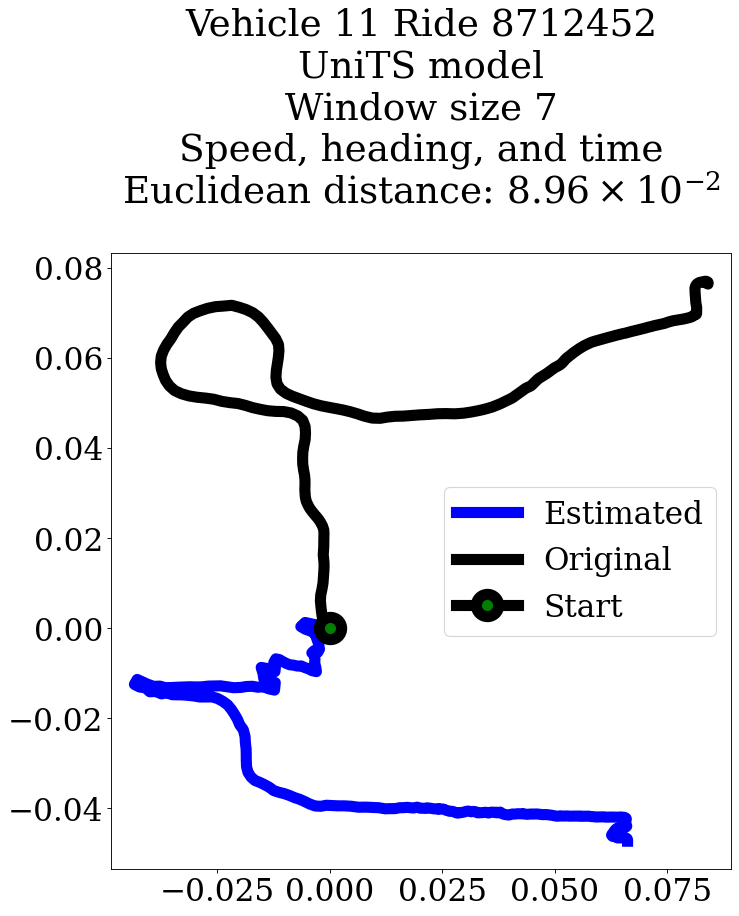 Vehicle 11 Ride 8712452
UniTS model
Window size 7
Speed, heading, and time
Euclidean distance: 8.96 × 10⁻²
0.08
0.06
0.04
0.02
0.00
−0.02
−0.04
Estimated
Original
Start
−0.025 0.000 0.025 0.050 0.075